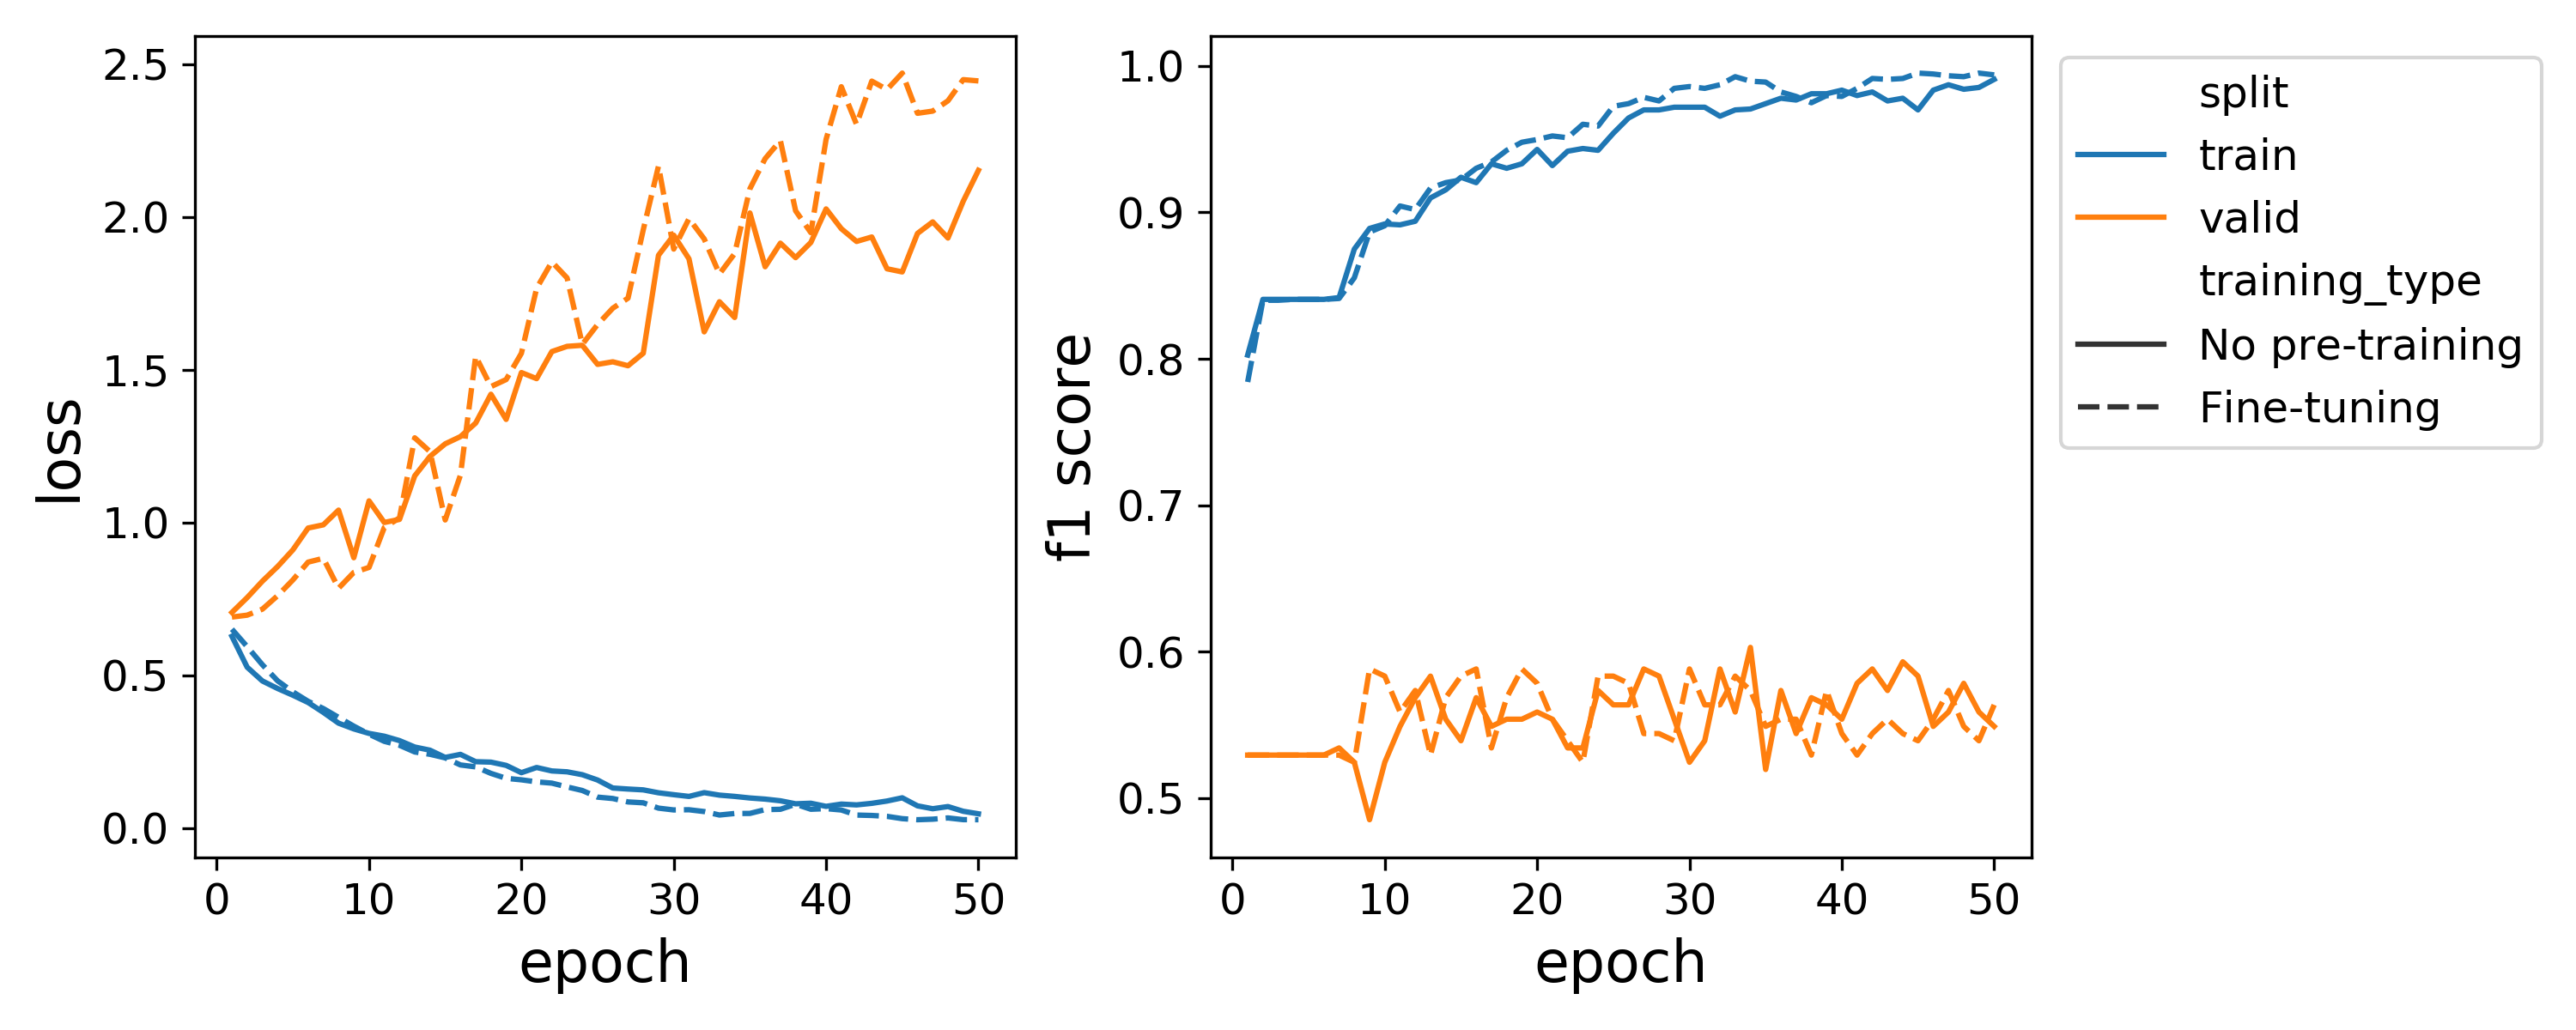 2.5
2.0
1.5
1.0
0.5
0.0
loss
0 10 20 30 40 50
epoch
1.0
0.9
0.8
0.7
0.6
0.5
f1 score
0 10 20 30 40 50
epoch
split
train
valid
training_type
No pre-training
Fine-tuning